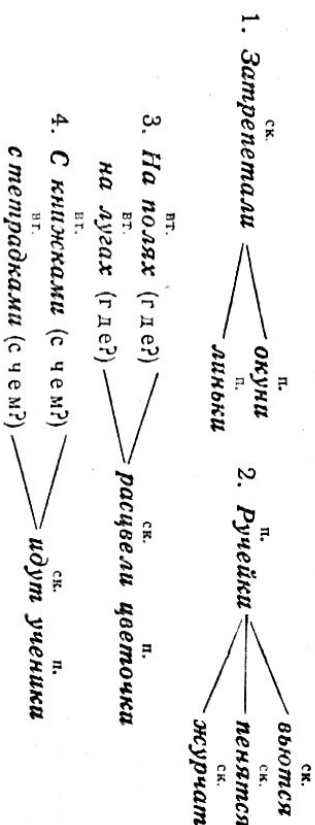 ск. п.
1. Затрепетали окуни
п.
линьки
п. ск.
2. Ручейки вьются
ск.
пенятся
ск.
журчат
вт.
3. На полях (где?)
вт. ск. п.
на лугах (где?) расцвели цветочки
вт.
4. С книжками (с чем?)
вт. ск. п.
с тетрадками (с чем?) идут ученики